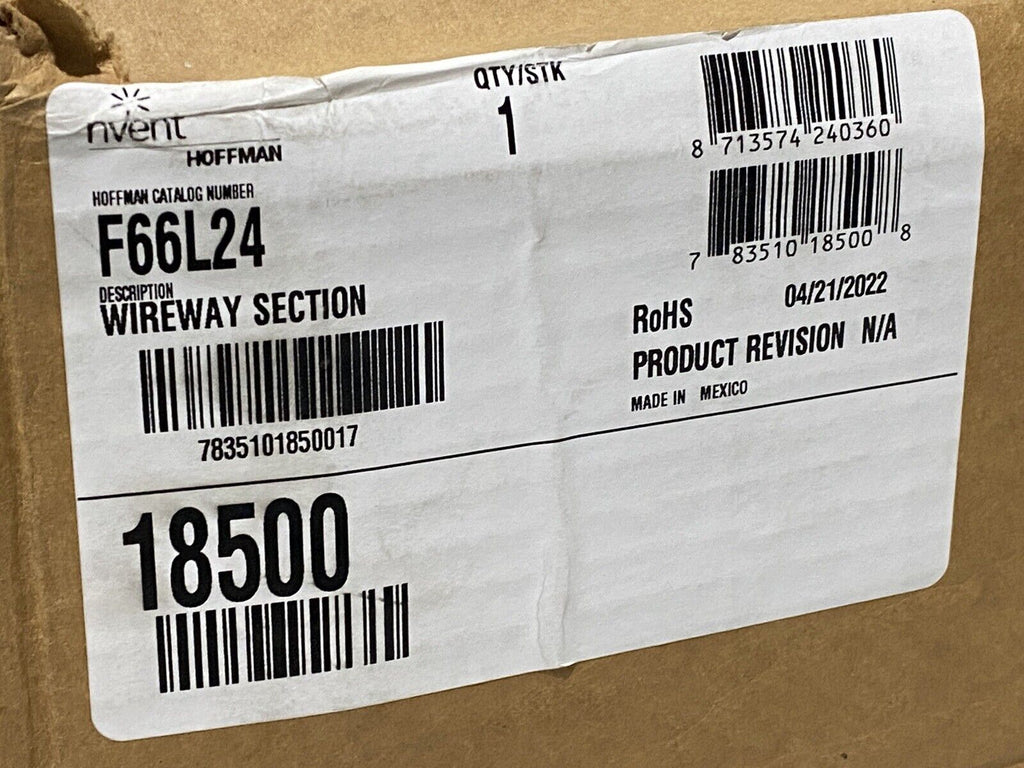 nvent
HOFFMAN
QTY/STK
1
8 713574 240360
HOFFMAN CATALOG NUMBER
F66L24
7 83510 18500 8
DESCRIPTION
WIREWAY SECTION
RoHS 04/21/2022
PRODUCT REVISION N/A
MADE IN MEXICO
7835101850017
18500